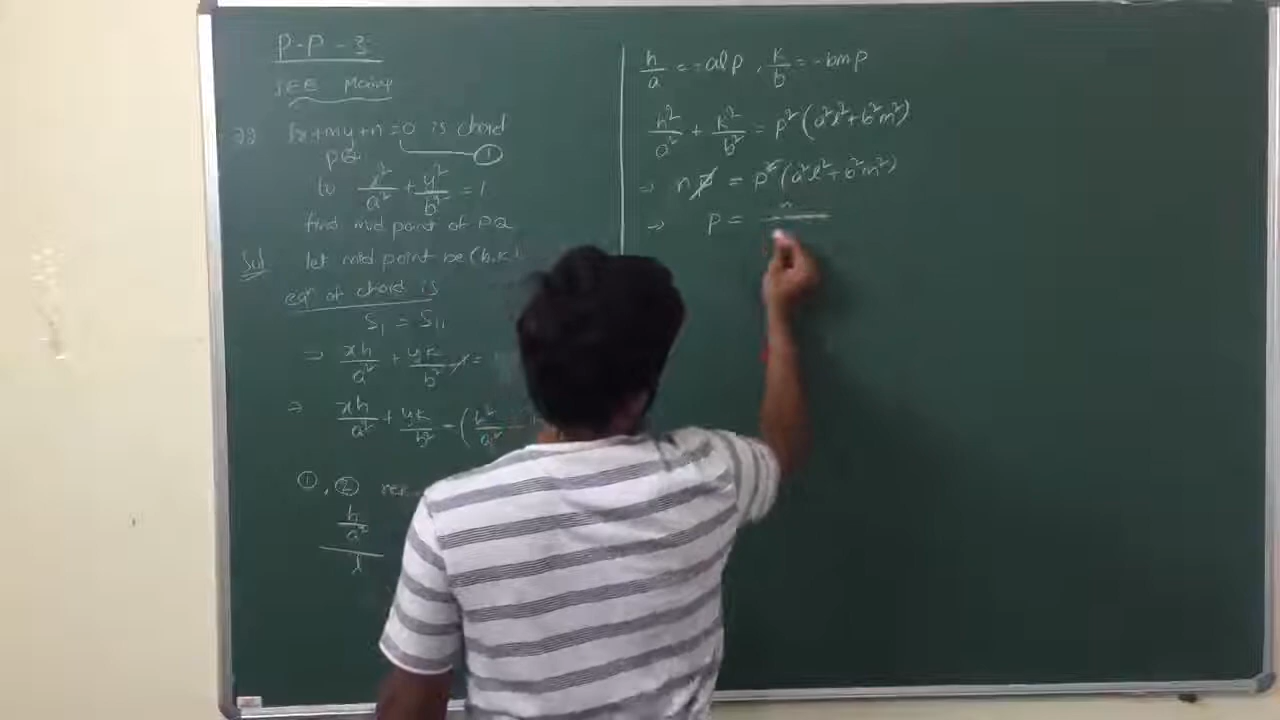 P-P-3
JEE Mains
22 lx+my+n=0 is chord
PQ ①
to x²/a² + y²/b² = 1
find mid point of PQ
Sol let mid point be (h,k)
eqn of chord is
S₁ = S₁₁
⇒ xh/a² + yk/b² - 1 =
⇒ xh/a² + yk/b² - (h²/a² +
①, ②
h/a²
l
h/a = -alp , k/b = -bmp
h²/a² + k²/b² = p²(a²l²+b²m²)
⇒ np = p²(a²l²+b²m²)
⇒ p = n